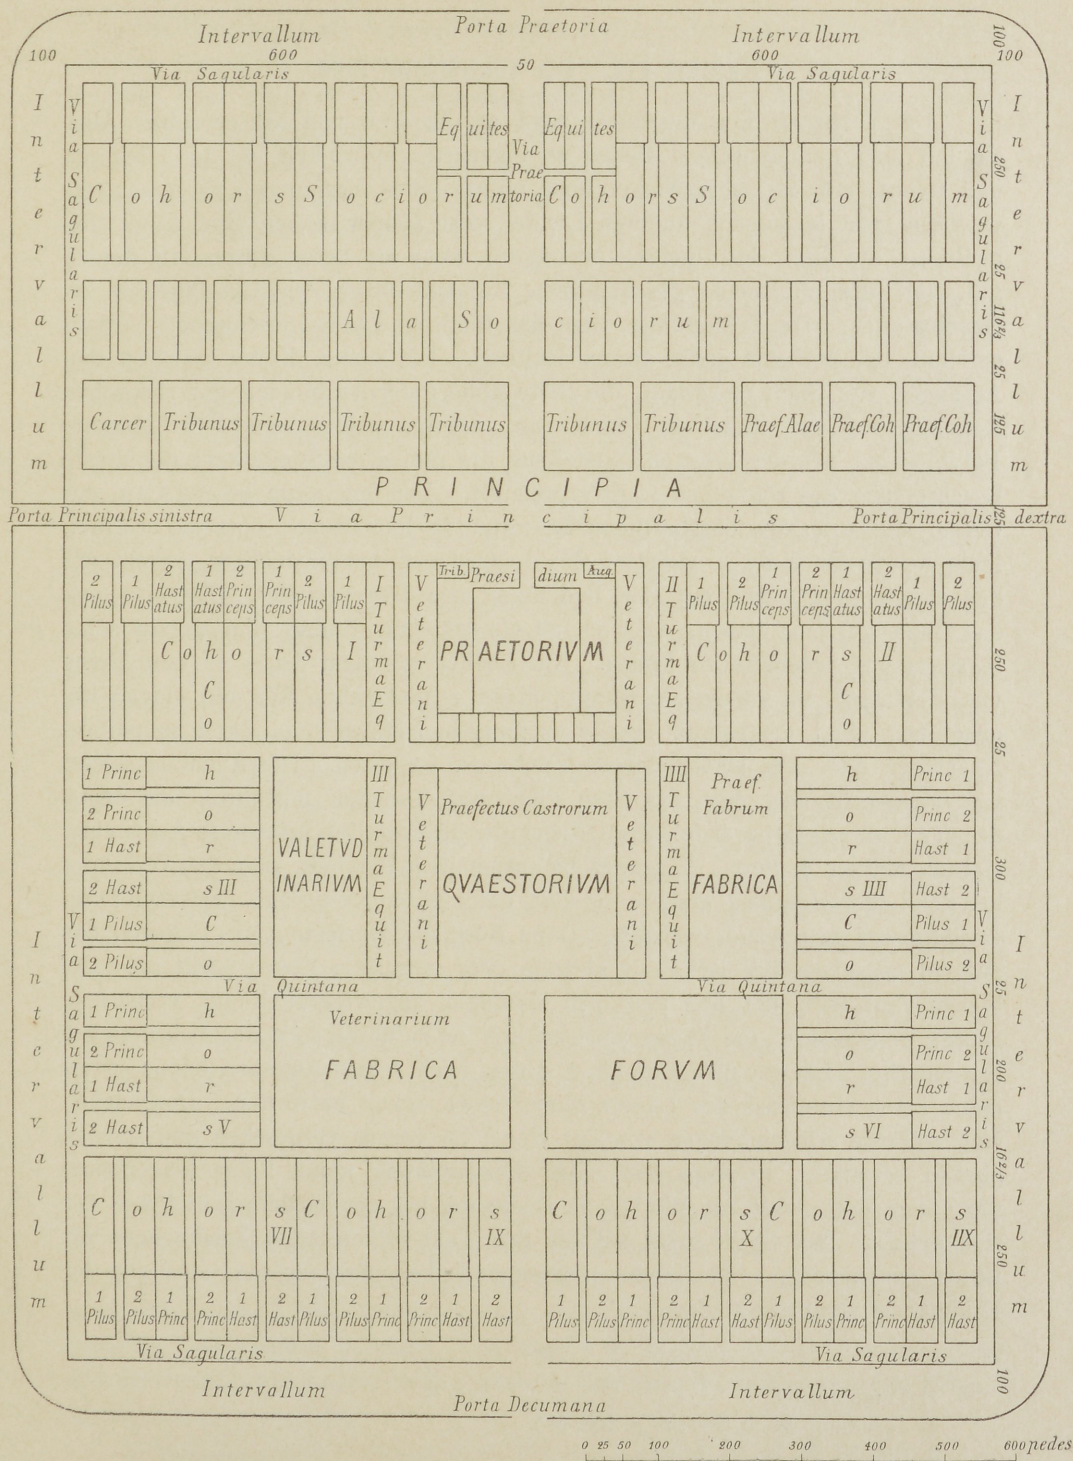 Porta Praetoria
Intervallum Intervallum
100 600 600 100 100
Via Sagularis 50 Via Sagularis
Intervallum Via Sagularis Via Sagularis Intervallum
Equites Equites
Via Praetoria
Cohors Sociorum Cohors Sociorum
250
25
Ala Sociorum
116 2/3
25
Carcer Tribunus Tribunus Tribunus Tribunus Tribunus Tribunus Praef. Alae Praef Coh Praef. Coh
125
PRINCIPIA
Porta Principalis sinistra Via Principalis Porta Principalis dextra
125
2 Pilus 1 Pilus 2 Hastatus 1 Hastatus 2 Princeps 1 Princeps 2 Pilus 1 Pilus
I Turma Eq
Veterani
Trib. Praesidium Aug.
Veterani
II Turma Eq
1 Pilus 2 Pilus 1 Princeps 2 Princeps 1 Hastatus 2 Hastatus 1 Pilus 2 Pilus
Cohors I PRAETORIVM Cohors II
250
25
Cohors III Cohors IIII
1 Princ Princ 1
2 Princ Princ 2
1 Hast Hast 1
2 Hast Hast 2
1 Pilus Pilus 1
2 Pilus Pilus 2
VALETVDINARIVM
III Turma Equit
Veterani
Praefectus Castrorum
QVAESTORIVM
Veterani
IIII Turma Equit
Praef. Fabrum
FABRICA
300
Via Quintana Via Quintana
25
Cohors V Cohors VI
1 Princ Princ 1
2 Princ Princ 2
1 Hast Hast 1
2 Hast Hast 2
Veterinarium
FABRICA FORVM
200
Intervallum Via Sagularis Via Sagularis Intervallum
16 2/3
Cohors VII Cohors IX Cohors X Cohors IIX
250
1 Pilus 2 Pilus 1 Princ 2 Princ 1 Hast 2 Hast 1 Pilus 2 Pilus 1 Princ 2 Princ 1 Hast 2 Hast
1 Pilus 2 Pilus 1 Princ 2 Princ 1 Hast 2 Hast 1 Pilus 2 Pilus 1 Princ 2 Princ 1 Hast 2 Hast
Via Sagularis Via Sagularis
Intervallum Intervallum
100
Porta Decumana
0 25 50 100 200 300 400 500 600 pedes